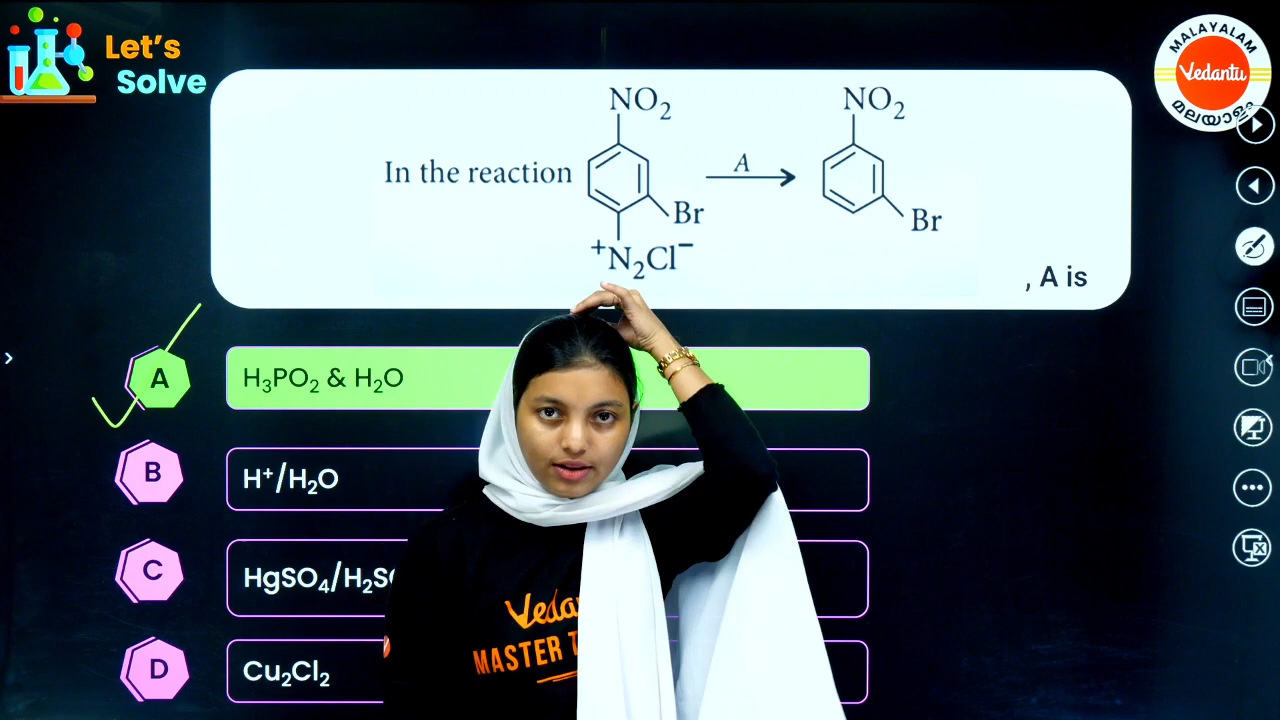 Let's
Solve
MALAYALAM
Vedantu
മലയാളം
NO₂
NO₂
In the reaction
A
Br
Br
⁺N₂Cl⁻
, A is
A
H₃PO₂ & H₂O
B
H⁺/H₂O
C
HgSO₄/H₂S
D
Cu₂Cl₂
MASTER